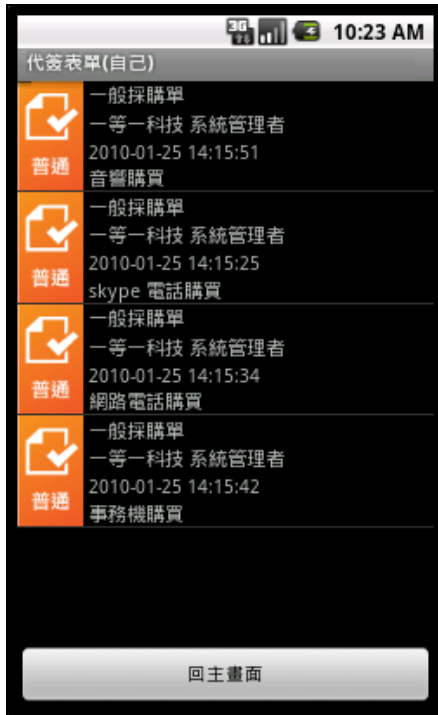 3G
10:23 AM
代簽表單(自己)
一般採購單
一等一科技 系統管理者
普通
2010-01-25 14:15:51
音響購買
一般採購單
一等一科技 系統管理者
普通
2010-01-25 14:15:25
skype 電話購買
一般採購單
一等一科技 系統管理者
普通
2010-01-25 14:15:34
網路電話購買
一般採購單
一等一科技 系統管理者
普通
2010-01-25 14:15:42
事務機購買
回主畫面